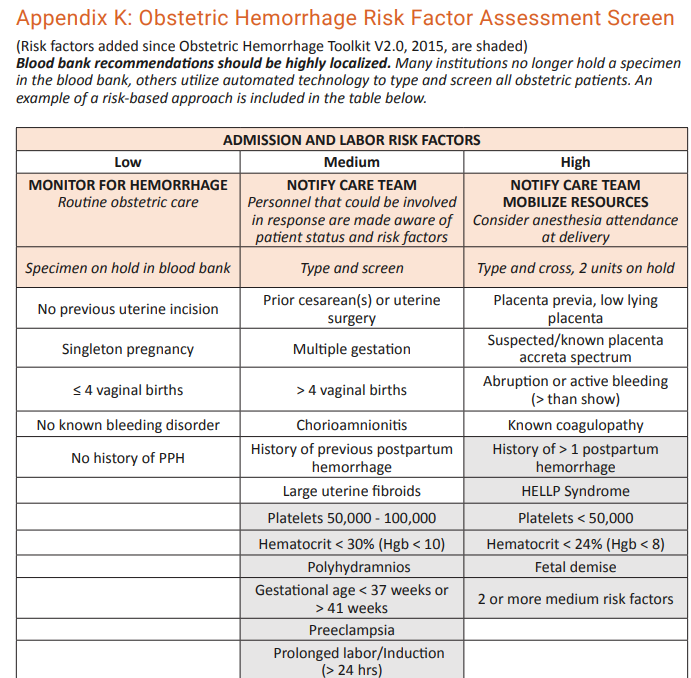 Appendix K: Obstetric Hemorrhage Risk Factor Assessment Screen
(Risk factors added since Obstetric Hemorrhage Toolkit V2.0, 2015, are shaded)
Blood bank recommendations should be highly localized. Many institutions no longer hold a specimen
in the blood bank, others utilize automated technology to type and screen all obstetric patients. An
example of a risk-based approach is included in the table below.
ADMISSION AND LABOR RISK FACTORS
Low
Medium
High
MONITOR FOR HEMORRHAGE
Routine obstetric care
NOTIFY CARE TEAM
Personnel that could be involved
in response are made aware of
patient status and risk factors
NOTIFY CARE TEAM
MOBILIZE RESOURCES
Consider anesthesia attendance
at delivery
Specimen on hold in blood bank
Type and screen
Type and cross, 2 units on hold
No previous uterine incision
Prior cesarean(s) or uterine
surgery
Placenta previa, low lying
placenta
Singleton pregnancy
Multiple gestation
Suspected/known placenta
accreta spectrum
≤ 4 vaginal births
> 4 vaginal births
Abruption or active bleeding
(> than show)
No known bleeding disorder
Chorioamnionitis
Known coagulopathy
No history of PPH
History of previous postpartum
hemorrhage
History of > 1 postpartum
hemorrhage
Large uterine fibroids
HELLP Syndrome
Platelets 50,000 - 100,000
Platelets < 50,000
Hematocrit < 30% (Hgb < 10)
Hematocrit < 24% (Hgb < 8)
Polyhydramnios
Fetal demise
Gestational age < 37 weeks or
> 41 weeks
2 or more medium risk factors
Preeclampsia
Prolonged labor/Induction
(> 24 hrs)